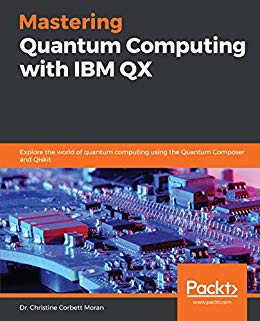 Mastering
Quantum Computing
with IBM QX
Explore the world of quantum computing using the Quantum Composer
and Qiskit
Dr. Christine Corbett Moran
Packt>
www.packt.com